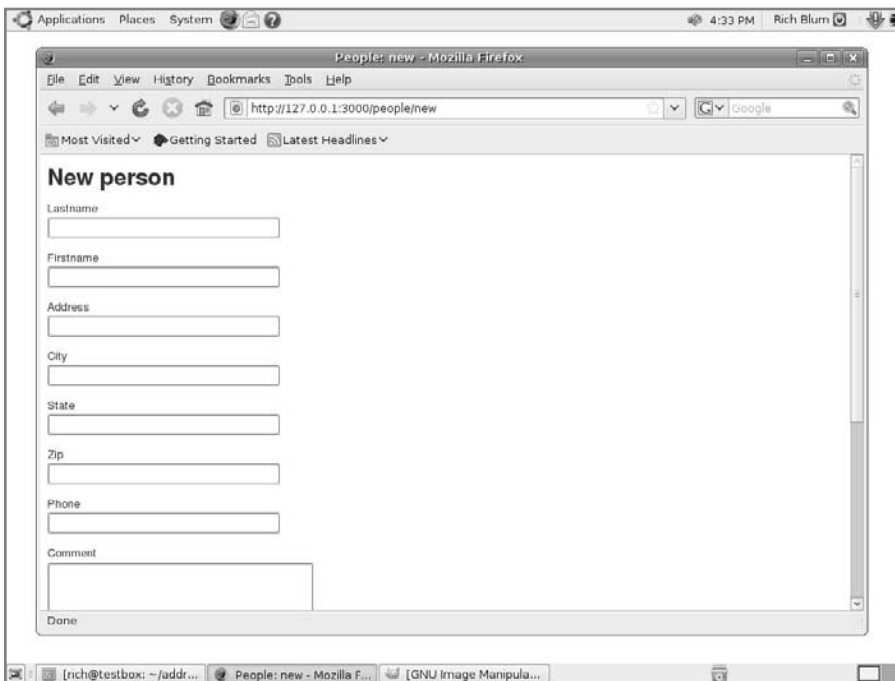 Applications Places System 4:33 PM Rich Blum
People: new - Mozilla Firefox
File Edit View History Bookmarks Tools Help
http://127.0.0.1:3000/people/new Google
Most Visited Getting Started Latest Headlines
New person
Lastname
Firstname
Address
City
State
Zip
Phone
Comment
Done
[rich@testbox: ~/addr... People: new - Mozilla F... [GNU Image Manipula...